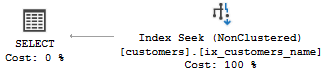 SELECT
Cost: 0 %
Index Seek (NonClustered)
[customers].[ix_customers_name]
Cost: 100 %